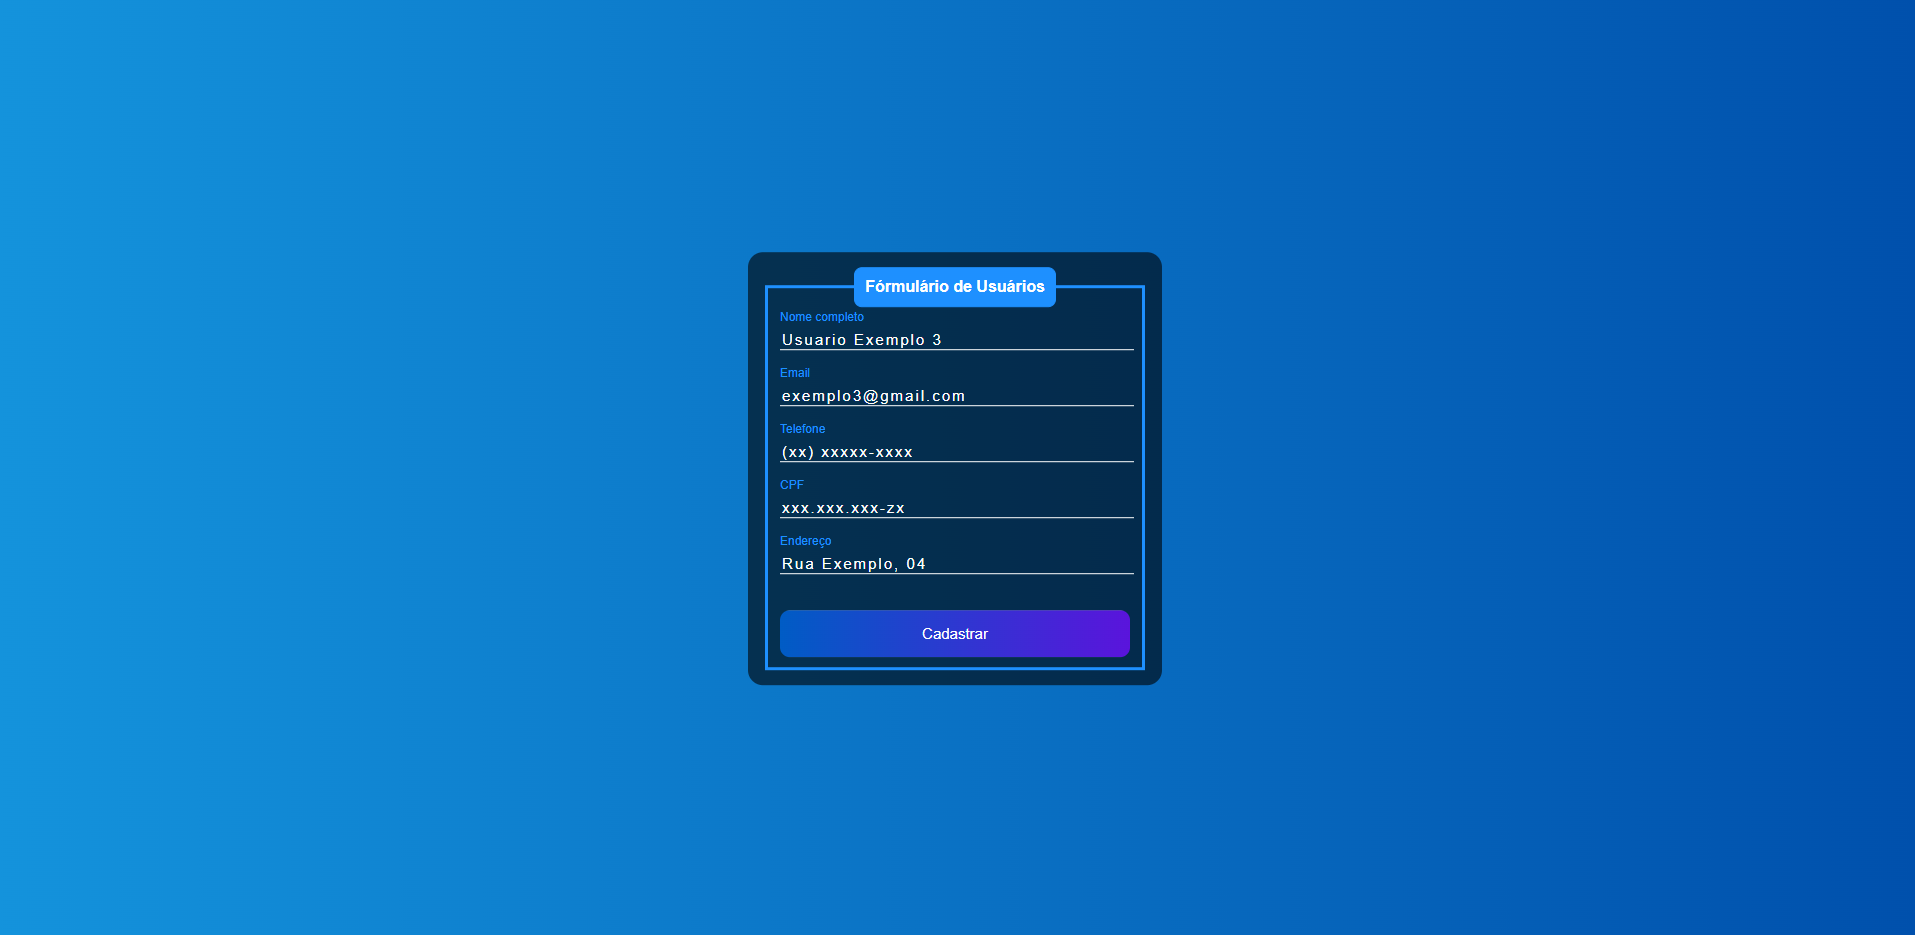 Fórmulário de Usuários
Nome completo
Usuario Exemplo 3
Email
exemplo3@gmail.com
Telefone
(xx) xxxxx-xxxx
CPF
xxx.xxx.xxx-zx
Endereço
Rua Exemplo, 04
Cadastrar